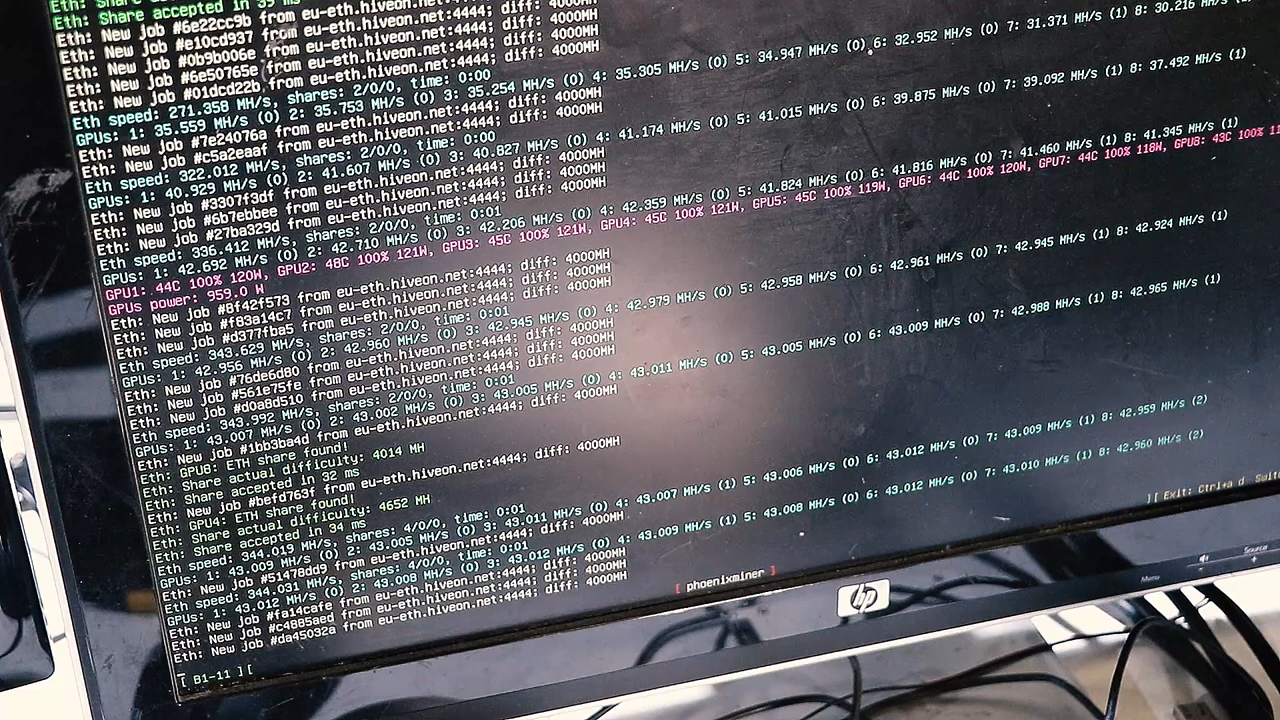 Eth: Share accepted in 39 ms
Eth: New job #6e22cc9b from eu-eth.hiveon.net:4444; diff: 4000MH
Eth: New job #e10cd937 from eu-eth.hiveon.net:4444; diff: 4000MH
Eth: New job #0b9b006e from eu-eth.hiveon.net:4444; diff: 4000MH
Eth: New job #6e50765e from eu-eth.hiveon.net:4444; diff: 4000MH
Eth: New job #01dcd22b from eu-eth.hiveon.net:4444; diff: 4000MH
Eth speed: 271.358 MH/s, shares: 2/0/0, time: 0:00
GPUs: 1: 35.559 MH/s (0) 2: 35.753 MH/s (0) 3: 35.254 MH/s (0) 4: 35.305 MH/s (0) 5: 34.947 MH/s (0) 6: 32.952 MH/s (0) 7: 31.371 MH/s (1) 8: 30.216 MH/s
Eth: New job #7e24076a from eu-eth.hiveon.net:4444; diff: 4000MH
Eth: New job #c5a2eaaf from eu-eth.hiveon.net:4444; diff: 4000MH
Eth speed: 322.012 MH/s, shares: 2/0/0, time: 0:00
GPUs: 1: 40.929 MH/s (0) 2: 41.607 MH/s (0) 3: 40.827 MH/s (0) 4: 41.174 MH/s (0) 5: 41.015 MH/s (0) 6: 39.875 MH/s (0) 7: 39.092 MH/s (1) 8: 37.492 MH/s (1)
Eth: New job #3307f3df from eu-eth.hiveon.net:4444; diff: 4000MH
Eth: New job #6b7ebbee from eu-eth.hiveon.net:4444; diff: 4000MH
Eth: New job #27ba329d from eu-eth.hiveon.net:4444; diff: 4000MH
Eth speed: 336.412 MH/s, shares: 2/0/0, time: 0:01
GPUs: 1: 42.692 MH/s (0) 2: 42.710 MH/s (0) 3: 42.206 MH/s (0) 4: 42.359 MH/s (0) 5: 41.824 MH/s (0) 6: 41.816 MH/s (0) 7: 41.460 MH/s (1) 8: 41.345 MH/s (1)
GPU1: 44C 100% 120W, GPU2: 48C 100% 121W, GPU3: 45C 100% 121W, GPU4: 45C 100% 121W, GPU5: 45C 100% 119W, GPU6: 44C 100% 120W, GPU7: 44C 100% 118W, GPU8: 43C 100%
GPUs power: 959.0 W
Eth: New job #8f42f573 from eu-eth.hiveon.net:4444; diff: 4000MH
Eth: New job #f83a14c7 from eu-eth.hiveon.net:4444; diff: 4000MH
Eth: New job #d377fba5 from eu-eth.hiveon.net:4444; diff: 4000MH
Eth speed: 343.629 MH/s, shares: 2/0/0, time: 0:01
GPUs: 1: 42.956 MH/s (0) 2: 42.960 MH/s (0) 3: 42.945 MH/s (0) 4: 42.979 MH/s (0) 5: 42.958 MH/s (0) 6: 42.961 MH/s (0) 7: 42.945 MH/s (1) 8: 42.924 MH/s (1)
Eth: New job #76de6d80 from eu-eth.hiveon.net:4444; diff: 4000MH
Eth: New job #561e75fe from eu-eth.hiveon.net:4444; diff: 4000MH
Eth: New job #d0a8d510 from eu-eth.hiveon.net:4444; diff: 4000MH
Eth speed: 343.992 MH/s, shares: 2/0/0, time: 0:01
GPUs: 1: 43.007 MH/s (0) 2: 43.002 MH/s (0) 3: 43.005 MH/s (0) 4: 43.011 MH/s (0) 5: 43.005 MH/s (0) 6: 43.009 MH/s (0) 7: 42.988 MH/s (1) 8: 42.965 MH/s (1)
Eth: New job #1bb3ba4d from eu-eth.hiveon.net:4444; diff: 4000MH
Eth: GPU8: ETH share found!
Eth: Share actual difficulty: 4014 MH
Eth: Share accepted in 32 ms
Eth: New job #befd763f from eu-eth.hiveon.net:4444; diff: 4000MH
Eth: GPU4: ETH share found!
Eth: Share actual difficulty: 4652 MH
Eth: Share accepted in 34 ms
Eth speed: 344.019 MH/s, shares: 4/0/0, time: 0:01
GPUs: 1: 43.009 MH/s (0) 2: 43.005 MH/s (0) 3: 43.011 MH/s (0) 4: 43.007 MH/s (1) 5: 43.006 MH/s (0) 6: 43.012 MH/s (0) 7: 43.009 MH/s (1) 8: 42.959 MH/s (2)
Eth: New job #51478dd9 from eu-eth.hiveon.net:4444; diff: 4000MH
Eth speed: 344.031 MH/s, shares: 4/0/0, time: 0:01
GPUs: 1: 43.012 MH/s (0) 2: 43.008 MH/s (0) 3: 43.012 MH/s (0) 4: 43.009 MH/s (1) 5: 43.008 MH/s (0) 6: 43.012 MH/s (0) 7: 43.010 MH/s (1) 8: 42.960 MH/s (2)
Eth: New job #fa14cafe from eu-eth.hiveon.net:4444; diff: 4000MH
Eth: New job #c4885aed from eu-eth.hiveon.net:4444; diff: 4000MH
Eth: New job #da45032a from eu-eth.hiveon.net:4444; diff: 4000MH
[ B1-11 ][ [ phoenixminer ] ][ Exit: Ctrl+a d
hp
Menu
Source